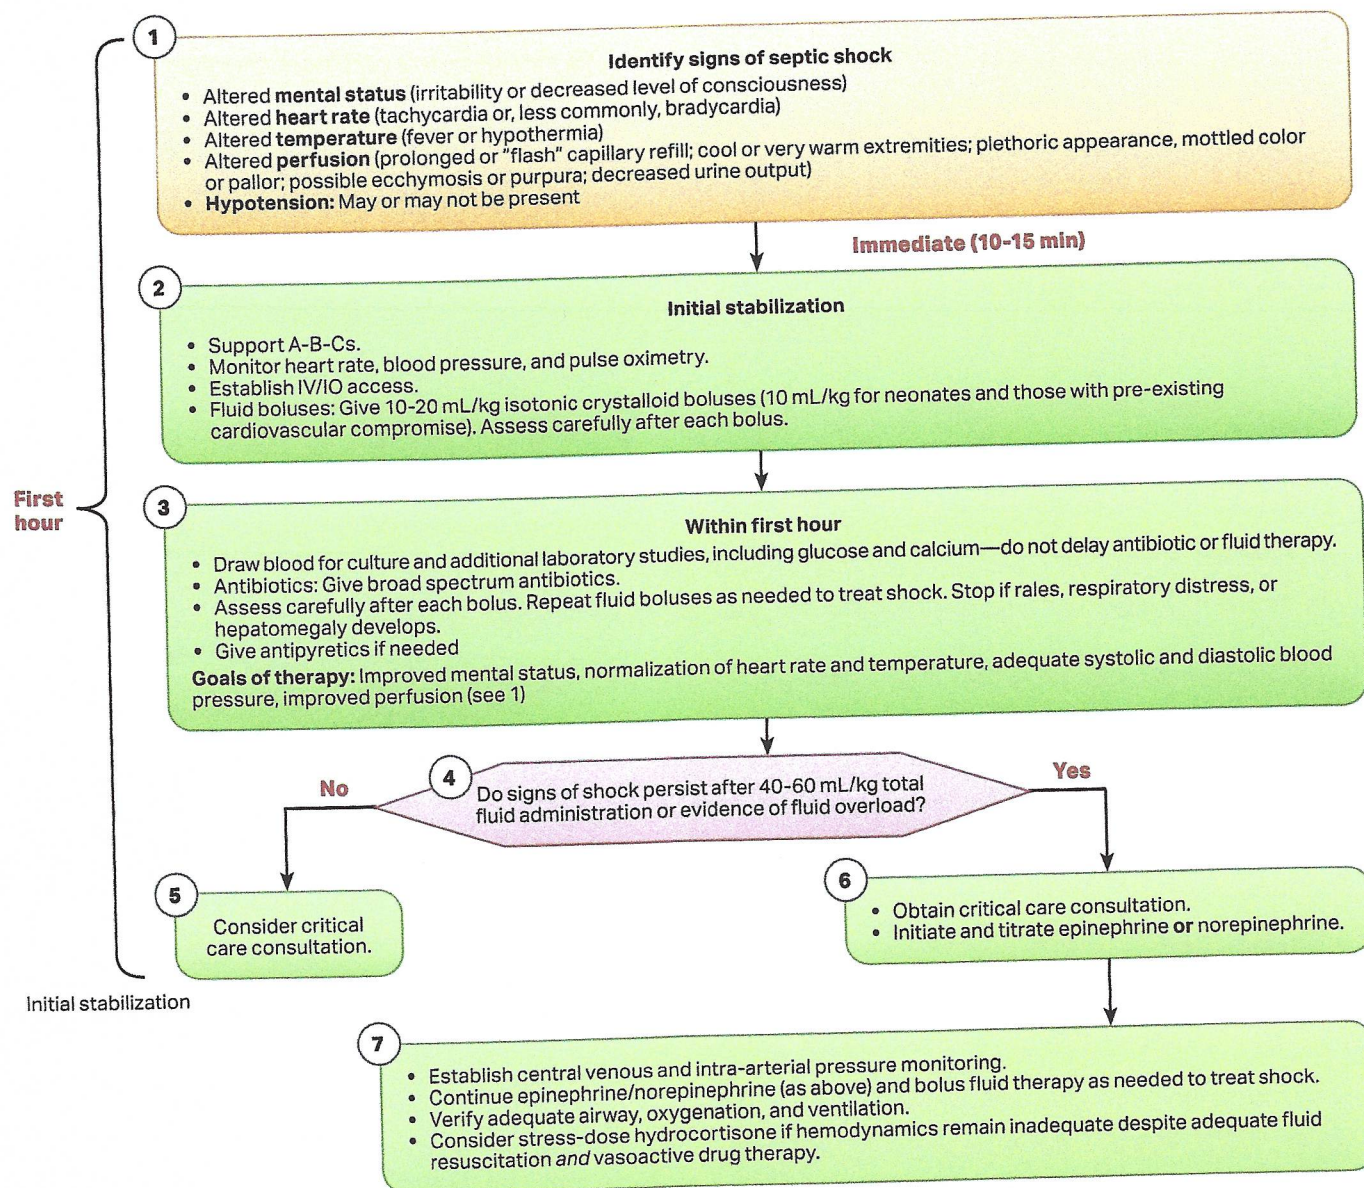 1
Identify signs of septic shock
• Altered mental status (irritability or decreased level of consciousness)
• Altered heart rate (tachycardia or, less commonly, bradycardia)
• Altered temperature (fever or hypothermia)
• Altered perfusion (prolonged or "flash" capillary refill; cool or very warm extremities; plethoric appearance, mottled color
or pallor; possible ecchymosis or purpura; decreased urine output)
• Hypotension: May or may not be present
Immediate (10-15 min)
2
Initial stabilization
• Support A-B-Cs.
• Monitor heart rate, blood pressure, and pulse oximetry.
• Establish IV/IO access.
• Fluid boluses: Give 10-20 mL/kg isotonic crystalloid boluses (10 mL/kg for neonates and those with pre-existing
cardiovascular compromise). Assess carefully after each bolus.
First
hour
3
Within first hour
• Draw blood for culture and additional laboratory studies, including glucose and calcium—do not delay antibiotic or fluid therapy.
• Antibiotics: Give broad spectrum antibiotics.
• Assess carefully after each bolus. Repeat fluid boluses as needed to treat shock. Stop if rales, respiratory distress, or
hepatomegaly develops.
• Give antipyretics if needed
Goals of therapy: Improved mental status, normalization of heart rate and temperature, adequate systolic and diastolic blood
pressure, improved perfusion (see 1)
4
Do signs of shock persist after 40-60 mL/kg total
fluid administration or evidence of fluid overload?
No
Yes
5
Consider critical
care consultation.
6
• Obtain critical care consultation.
• Initiate and titrate epinephrine or norepinephrine.
Initial stabilization
7
• Establish central venous and intra-arterial pressure monitoring.
• Continue epinephrine/norepinephrine (as above) and bolus fluid therapy as needed to treat shock.
• Verify adequate airway, oxygenation, and ventilation.
• Consider stress-dose hydrocortisone if hemodynamics remain inadequate despite adequate fluid
resuscitation and vasoactive drug therapy.